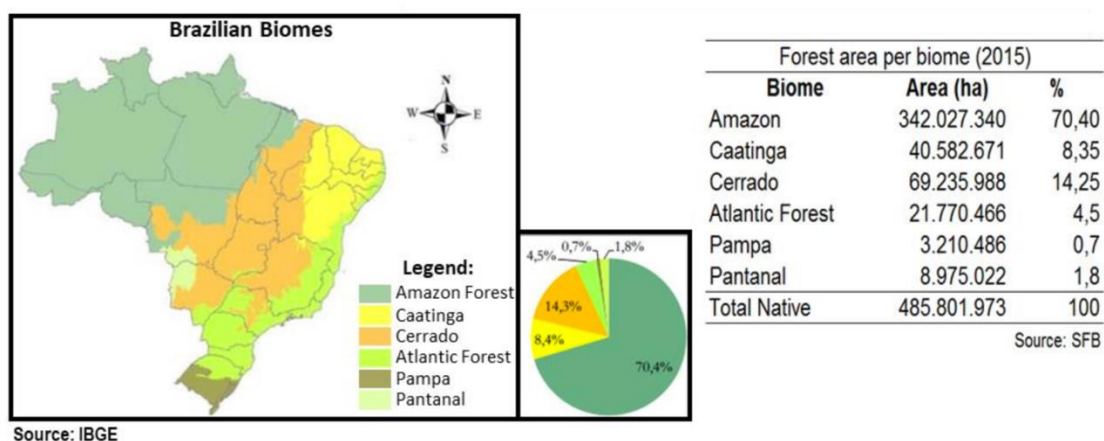 Brazilian Biomes
N
W
E
S
Legend:
Amazon Forest
Caatinga
Cerrado
Atlantic Forest
Pampa
Pantanal
0,7%
1,8%
4,5%
14,3%
8,4%
70,4%
Source: IBGE
Forest area per biome (2015)
Biome Area (ha) %
Amazon 342.027.340 70,40
Caatinga 40.582.671 8,35
Cerrado 69.235.988 14,25
Atlantic Forest 21.770.466 4,5
Pampa 3.210.486 0,7
Pantanal 8.975.022 1,8
Total Native 485.801.973 100
Source: SFB